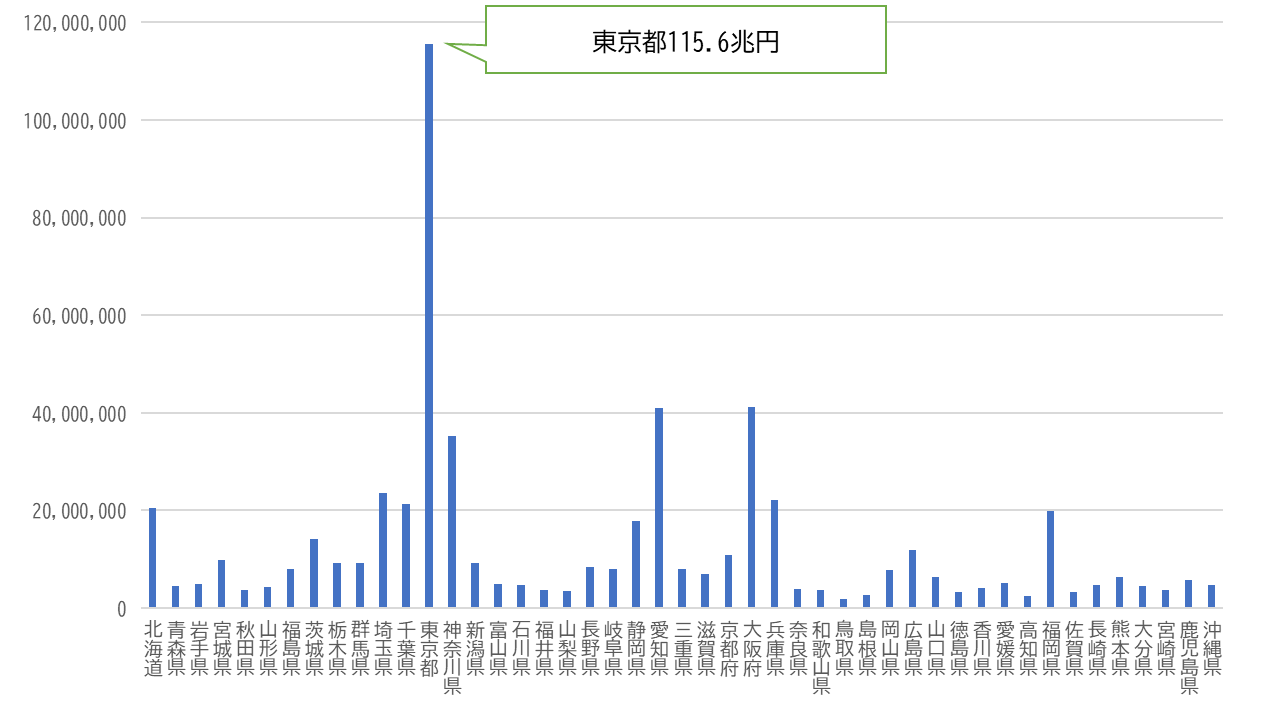 120,000,000
東京都115.6兆円
100,000,000
80,000,000
60,000,000
40,000,000
20,000,000
0
北海道
青森県
岩手県
宮城県
秋田県
山形県
福島県
茨城県
栃木県
群馬県
埼玉県
千葉県
東京都
神奈川県
新潟県
富山県
石川県
福井県
山梨県
長野県
岐阜県
静岡県
愛知県
三重県
滋賀県
京都府
大阪府
兵庫県
奈良県
和歌山県
鳥取県
島根県
岡山県
広島県
山口県
徳島県
香川県
愛媛県
高知県
福岡県
佐賀県
長崎県
熊本県
大分県
宮崎県
鹿児島県
沖縄県